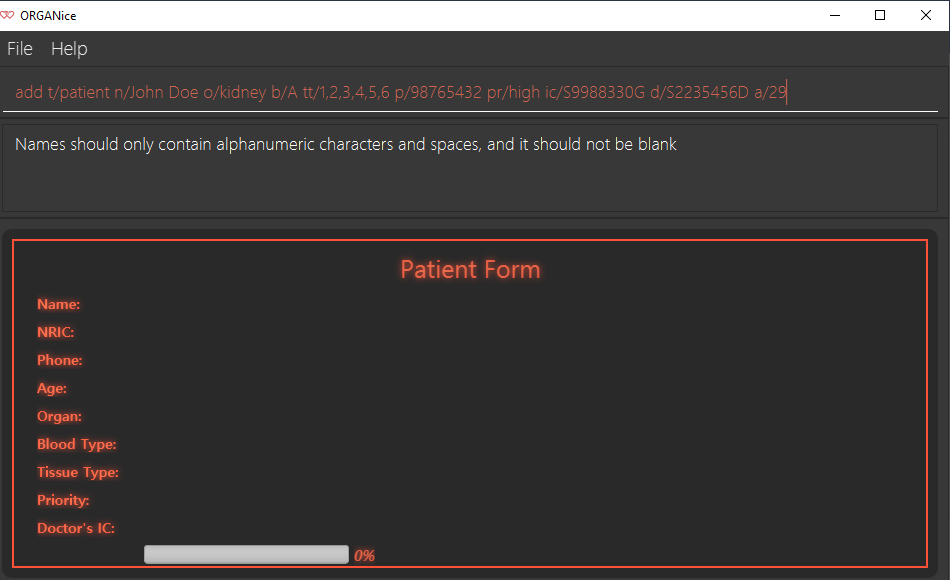 ORGANice
File Help
add t/patient n/John Doe o/kidney b/A tt/1,2,3,4,5,6 p/98765432 pr/high ic/S9988330G d/S2235456D a/29
Names should only contain alphanumeric characters and spaces, and it should not be blank
Patient Form
Name:
NRIC:
Phone:
Age:
Organ:
Blood Type:
Tissue Type:
Priority:
Doctor's IC:
0%